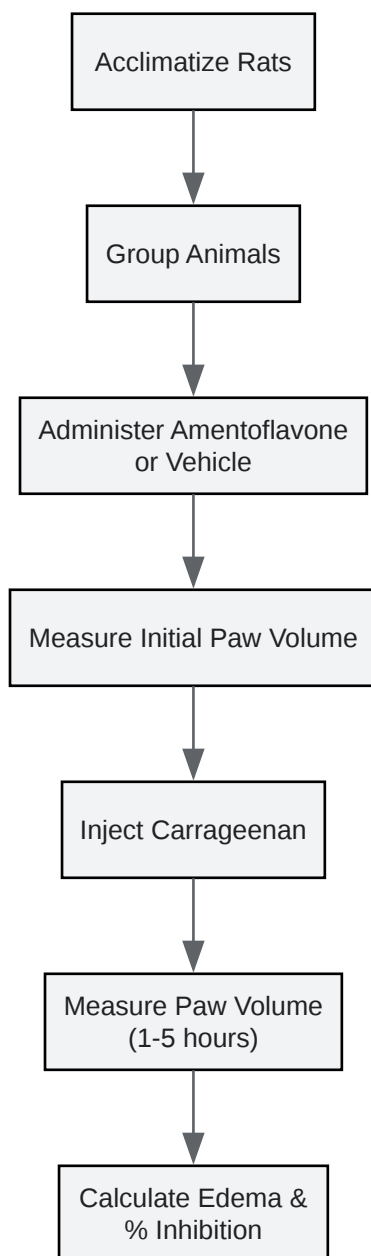 Acclimatize Rats
Group Animals
Administer Amentoflavone
or Vehicle
Measure Initial Paw Volume
Inject Carrageenan
Measure Paw Volume
(1-5 hours)
Calculate Edema &
% Inhibition